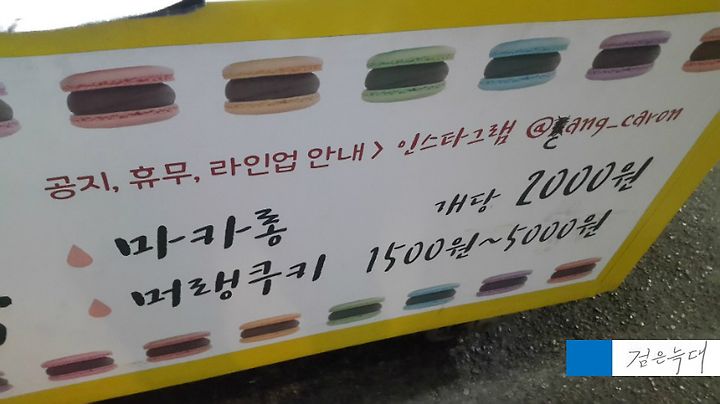 공지, 휴무, 라인업 안내 > 인스타그램
마카롱 개당 2000원
머랭쿠키 1500원~5000원
검은늑대